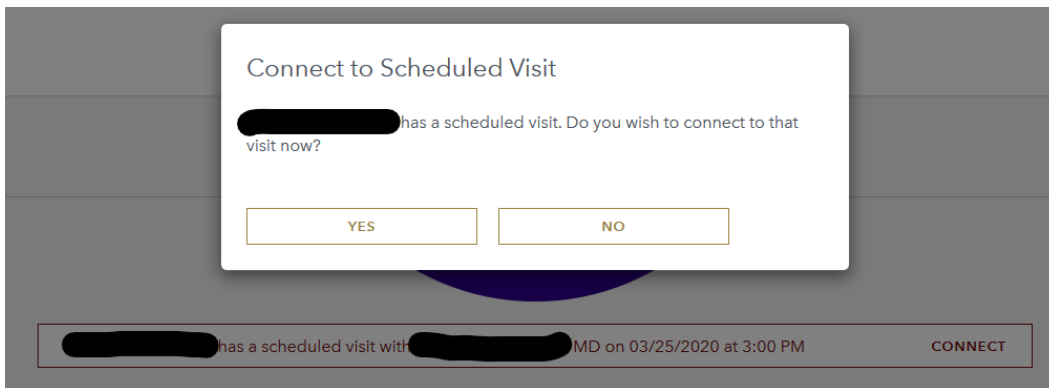 Connect to Scheduled Visit
has a scheduled visit. Do you wish to connect to that
visit now?
YES NO
has a scheduled visit with MD on 03/25/2020 at 3:00 PM CONNECT